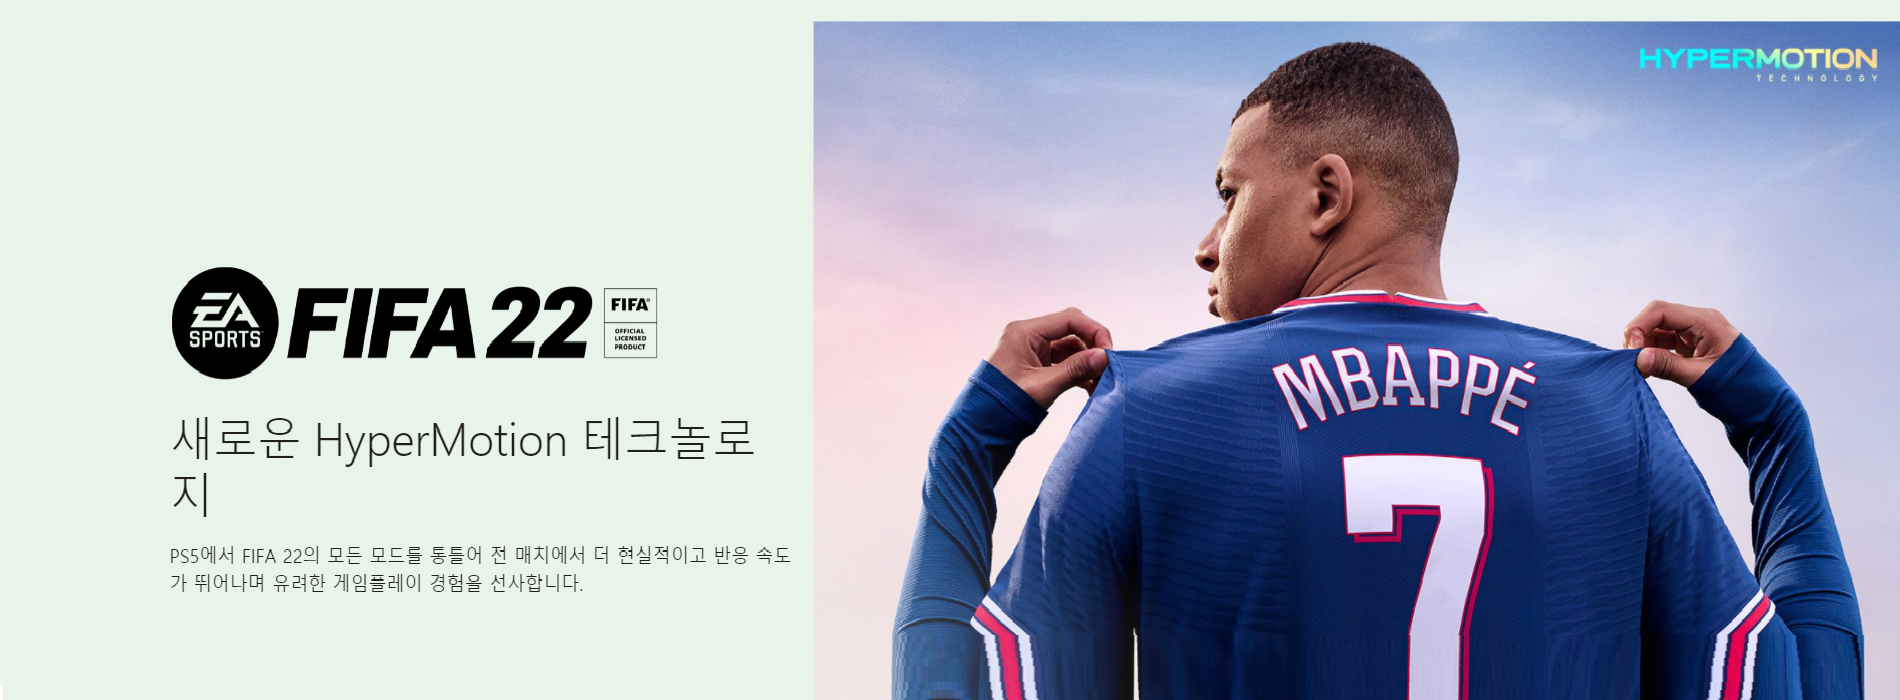 EA
SPORTS
FIFA 22
FIFA
OFFICIAL
LICENSED
PRODUCT
새로운 HyperMotion 테크놀로
지
PS5에서 FIFA 22의 모든 모드를 통틀어 전 매치에서 더 현실적이고 반응 속도
가 뛰어나며 유려한 게임플레이 경험을 선사합니다.
HYPERMOTION
TECHNOLOGY
MBAPPÉ
7